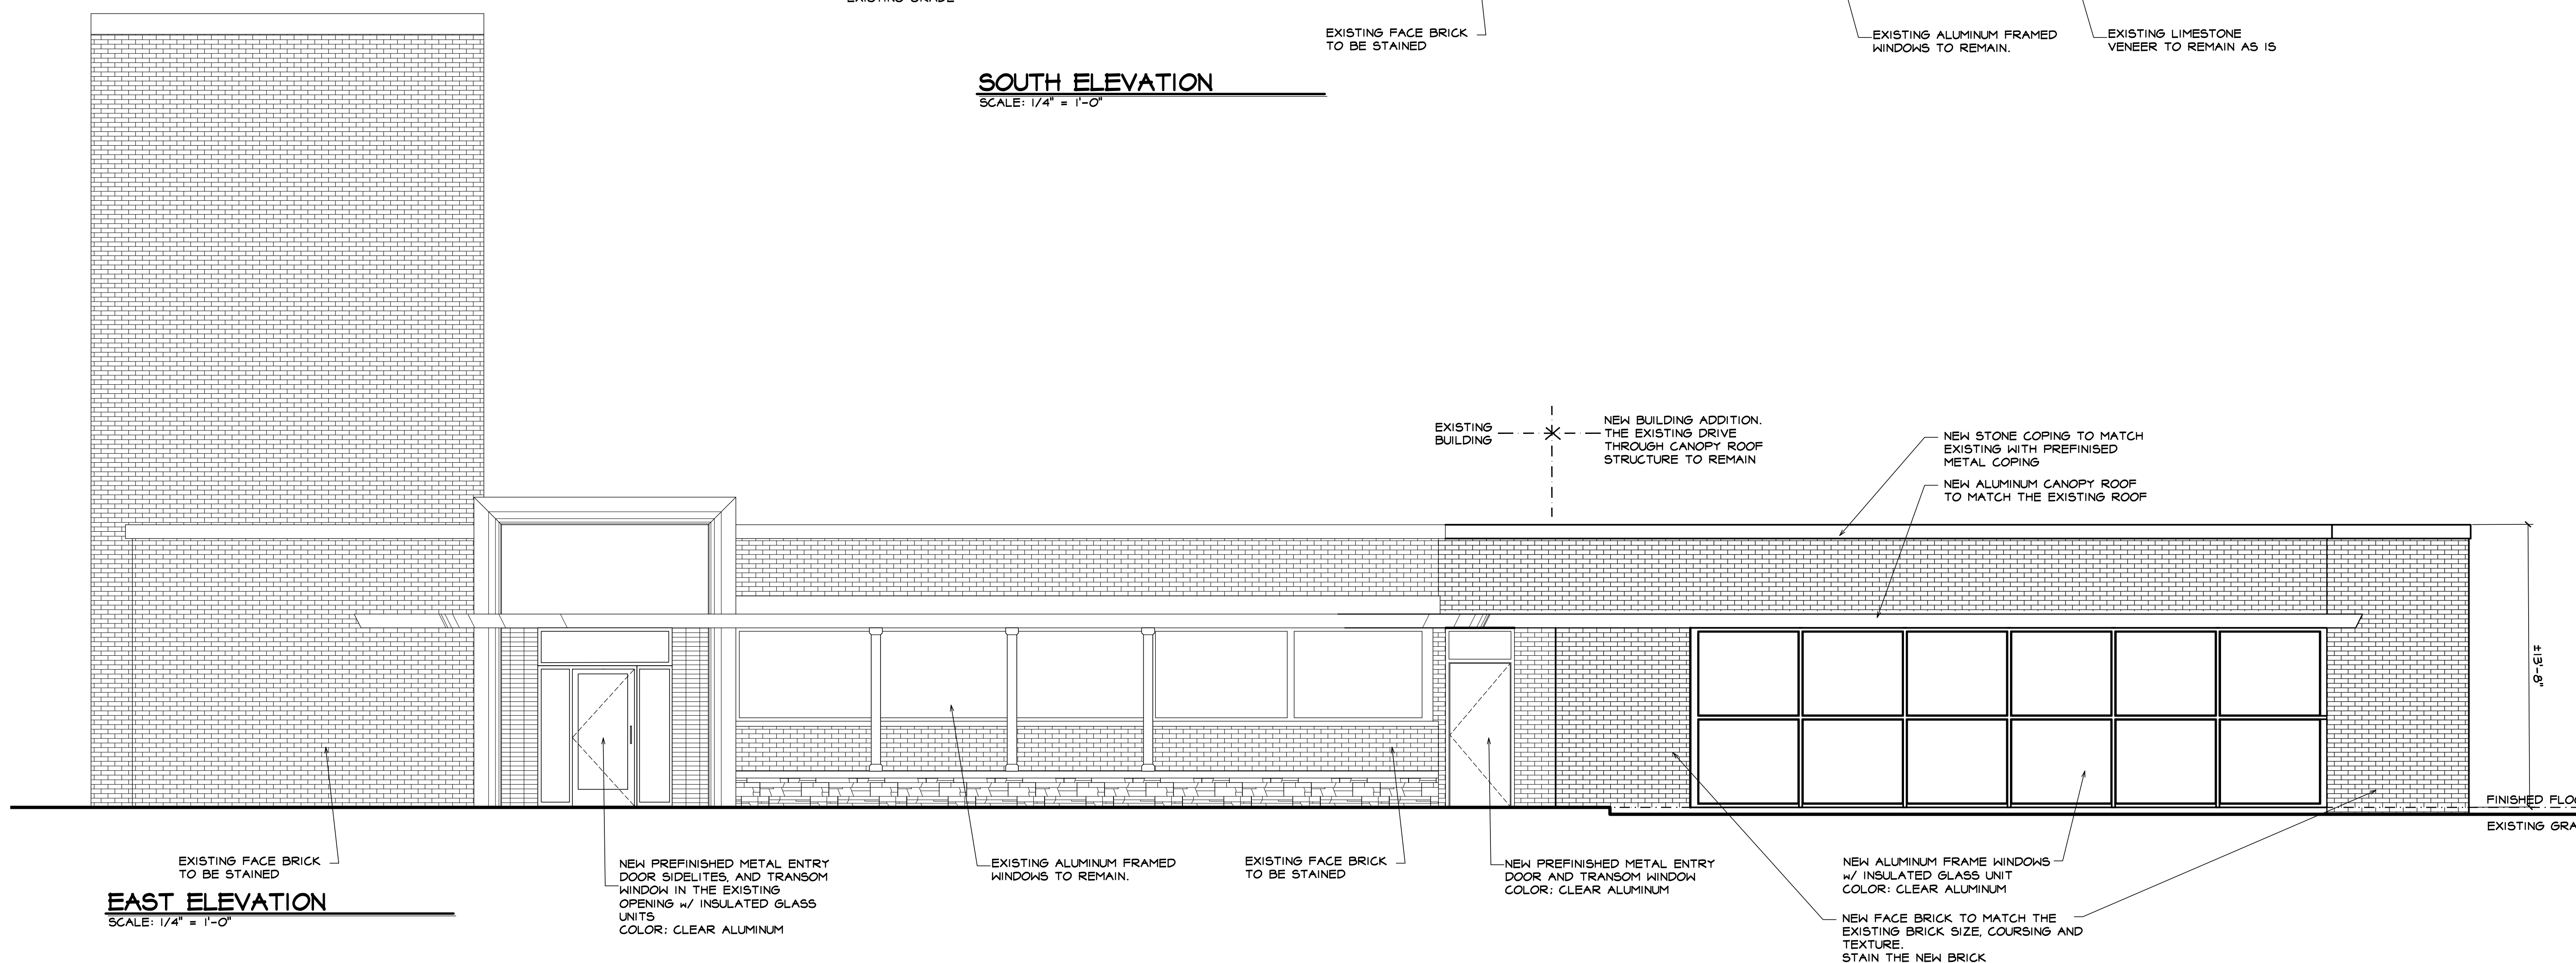 EXISTING GRADE
EXISTING FACE BRICK
TO BE STAINED
EXISTING ALUMINUM FRAMED
WINDOWS TO REMAIN.
EXISTING LIMESTONE
VENEER TO REMAIN AS IS
SOUTH ELEVATION
SCALE: 1/4" = 1'-0"
EXISTING
BUILDING
NEW BUILDING ADDITION.
THE EXISTING DRIVE
THROUGH CANOPY ROOF
STRUCTURE TO REMAIN
NEW STONE COPING TO MATCH
EXISTING WITH PREFINISED
METAL COPING
NEW ALUMINUM CANOPY ROOF
TO MATCH THE EXISTING ROOF
±13'-8"
FINISHED FLO
EXISTING GRA
EXISTING FACE BRICK
TO BE STAINED
NEW PREFINISHED METAL ENTRY
DOOR SIDELITES, AND TRANSOM
WINDOW IN THE EXISTING
OPENING w/ INSULATED GLASS
UNITS
COLOR: CLEAR ALUMINUM
EXISTING ALUMINUM FRAMED
WINDOWS TO REMAIN.
EXISTING FACE BRICK
TO BE STAINED
NEW PREFINISHED METAL ENTRY
DOOR AND TRANSOM WINDOW
COLOR: CLEAR ALUMINUM
NEW ALUMINUM FRAME WINDOWS
w/ INSULATED GLASS UNIT
COLOR: CLEAR ALUMINUM
NEW FACE BRICK TO MATCH THE
EXISTING BRICK SIZE, COURSING AND
TEXTURE.
STAIN THE NEW BRICK
EAST ELEVATION
SCALE: 1/4" = 1'-0"